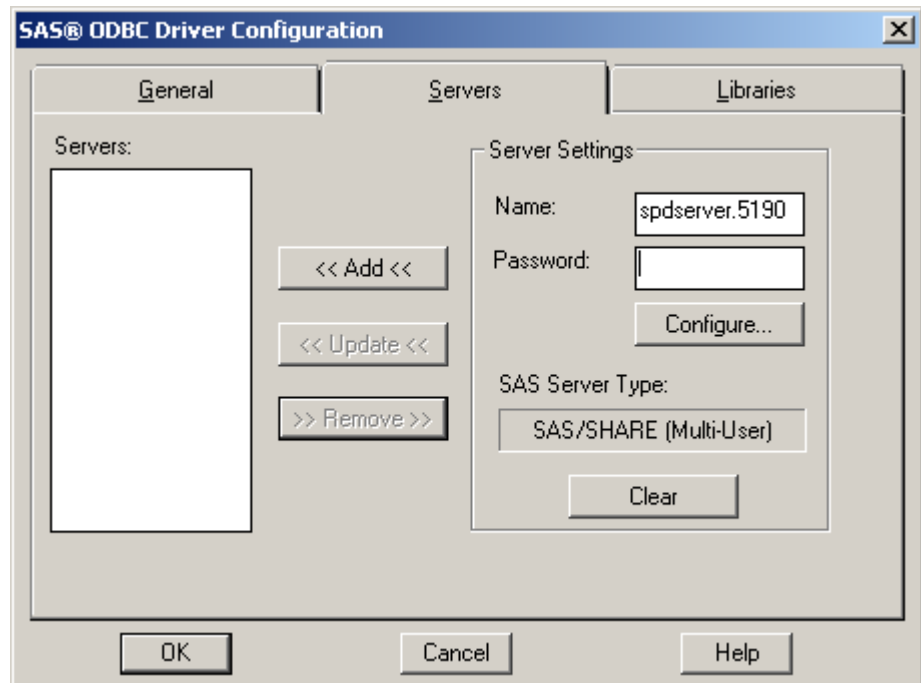 SAS® ODBC Driver Configuration
General Servers Libraries
Servers:
Server Settings
Name: spdserver.5190
Password:
<< Add <<
Configure...
<< Update <<
SAS Server Type:
>> Remove >>
SAS/SHARE (Multi-User)
Clear
OK Cancel Help